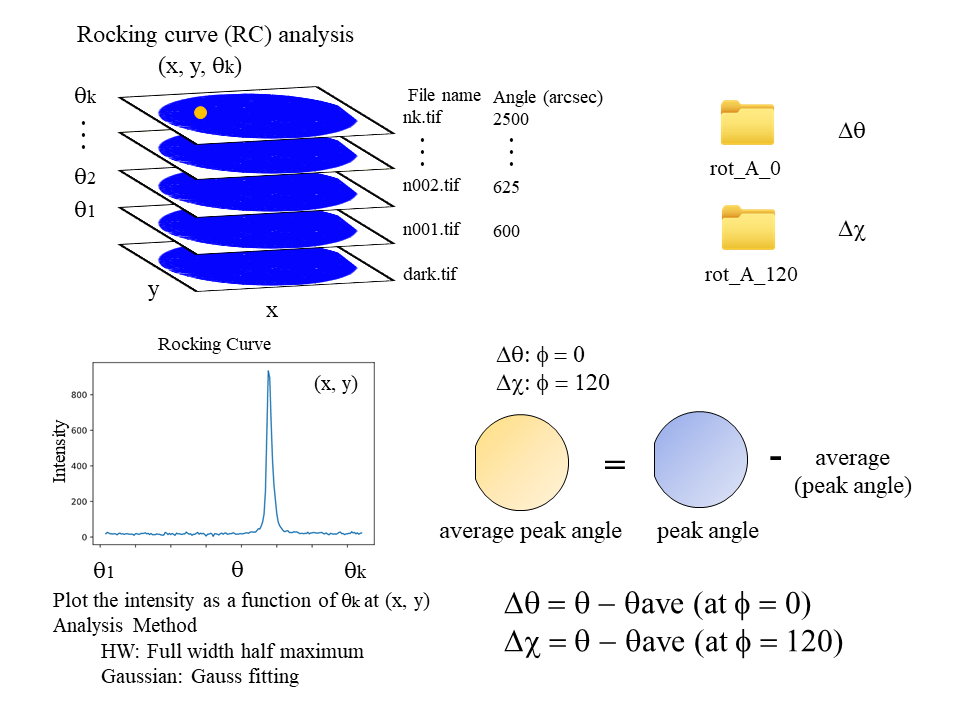 Rocking curve (RC) analysis
(x, y, θk)
θk
⋮
θ2
θ1
y
x
File name Angle (arcsec)
nk.tif 2500
⋮ ⋮
n002.tif 625
n001.tif 600
dark.tif
rot_A_0
Δθ
rot_A_120
Δχ
Rocking Curve
(x, y)
Intensity
800
600
400
200
0
θ1 θ θk
Plot the intensity as a function of θk at (x, y)
Analysis Method
HW: Full width half maximum
Gaussian: Gauss fitting
Δθ: ϕ = 0
Δχ: ϕ = 120
= - average
(peak angle)
average peak angle peak angle
Δθ = θ − θave (at ϕ = 0)
Δχ = θ − θave (at ϕ = 120)